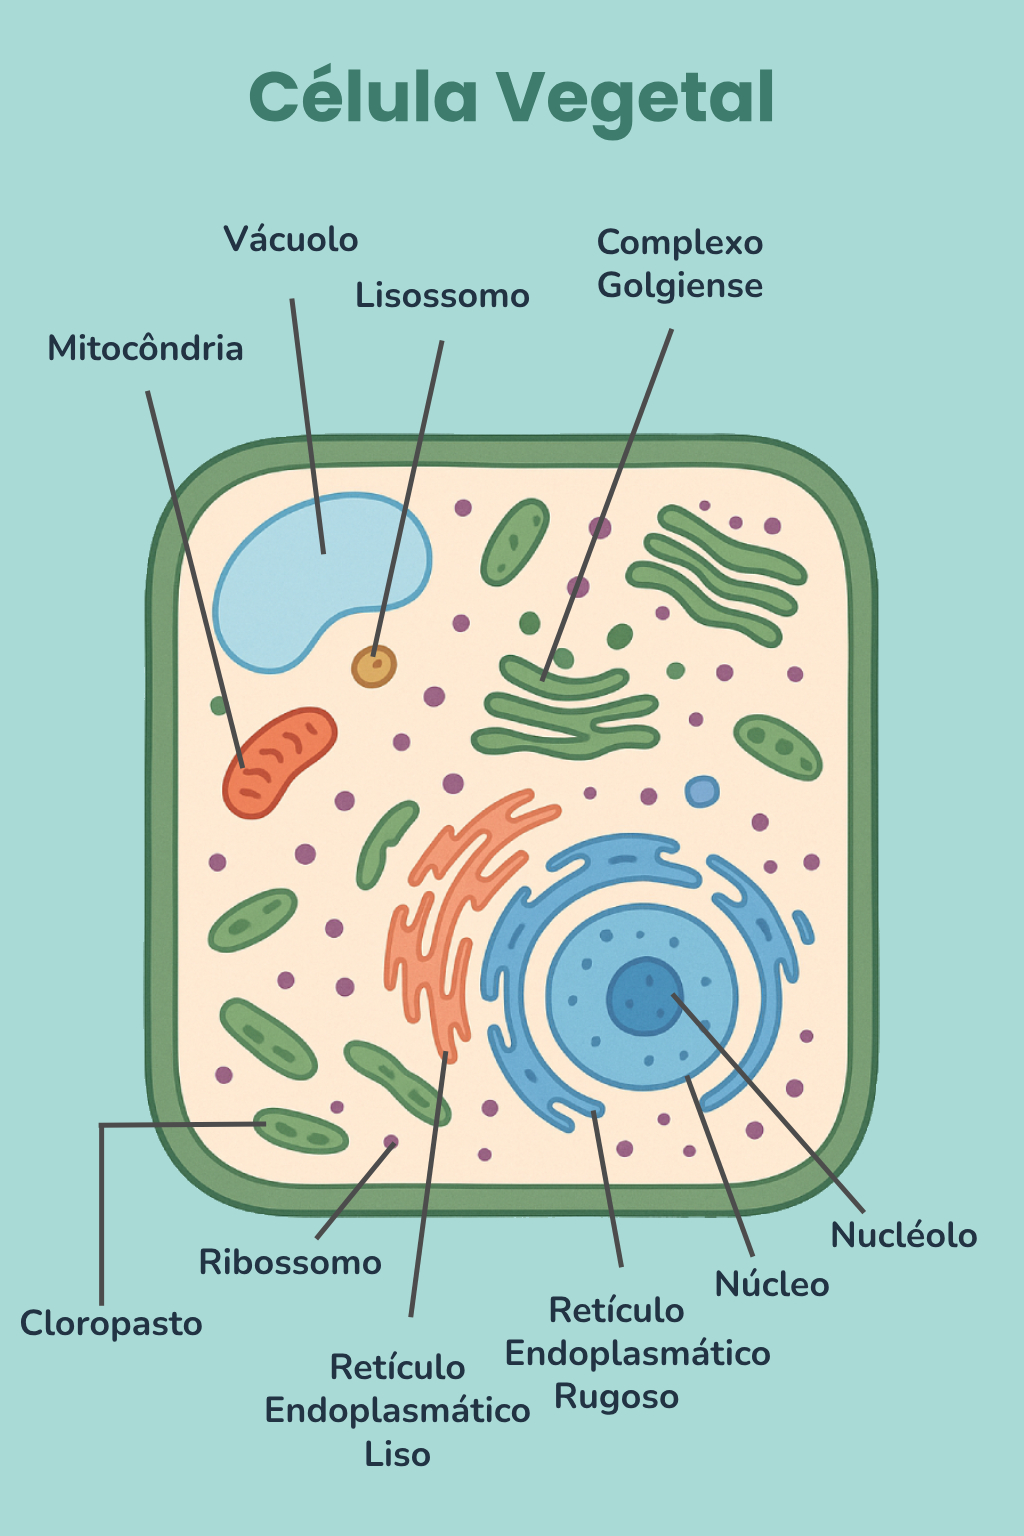 Célula Vegetal
Vácuolo
Complexo
Golgiense
Lisossomo
Mitocôndria
Nucléolo
Ribossomo
Núcleo
Cloropasto
Retículo
Endoplasmático
Rugoso
Retículo
Endoplasmático
Liso